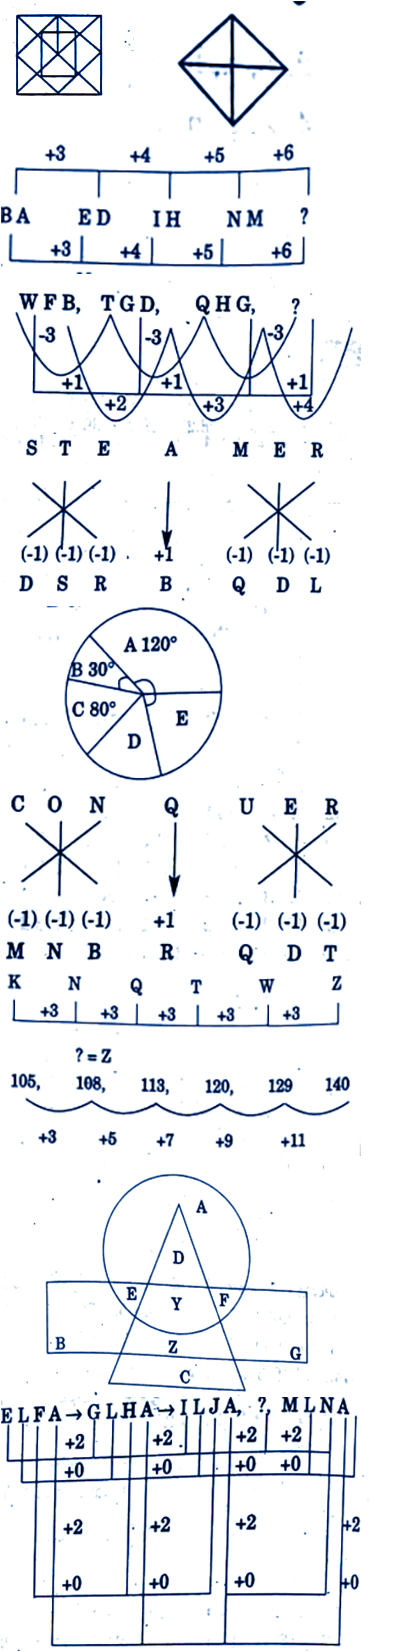 +3 +4 +5 +6
BA ED IH NM ?
+3 +4 +5 +6
WFB, TGD, QHG, ?
-3 -3 -3
+1 +1 +1
+2 +3 +4
S T E A M E R
(-1) (-1) (-1) +1 (-1) (-1) (-1)
D S R B Q D L
A 120°
B 30°
C 80°
E
D
C O N Q U E R
(-1) (-1) (-1) +1 (-1) (-1) (-1)
M N B R Q D T
K N Q T W Z
+3 +3 +3 +3 +3
? = Z
105, 108, 113, 120, 129 140
+3 +5 +7 +9 +11
A
D
E Y F
B Z G
C
ELFA→GLHA→ILJA, ?, MLNA
+2 +2 +2 +2
+0 +0 +0 +0
+2 +2 +2 +2
+0 +0 +0 +0